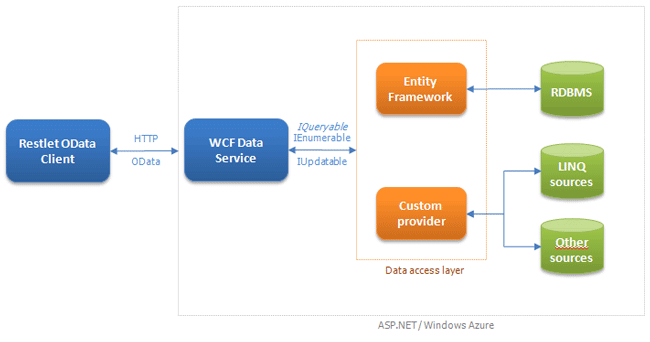 Restlet OData
Client
HTTP
OData
WCF Data
Service
IQueryable
IEnumerable
IUpdatable
Entity
Framework
Custom
provider
Data access layer
RDBMS
LINQ
sources
Other
sources
ASP.NET / Windows Azure